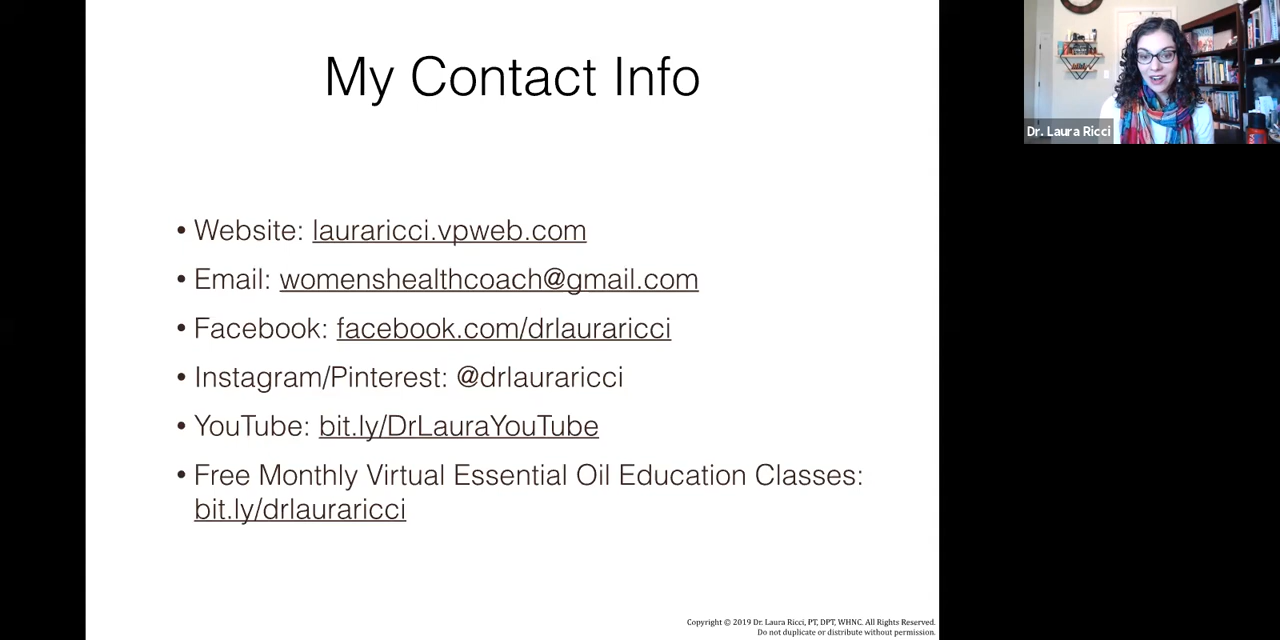 My Contact Info
Dr. Laura Ricci
• Website: lauraricci.vpweb.com
• Email: womenshealthcoach@gmail.com
• Facebook: facebook.com/drlauraricci
• Instagram/Pinterest: @drlauraricci
• YouTube: bit.ly/DrLauraYouTube
• Free Monthly Virtual Essential Oil Education Classes:
bit.ly/drlauraricci
Copyright © 2019 Dr. Laura Ricci, PT, DPT, WHNC. All Rights Reserved.
Do not duplicate or distribute without permission.